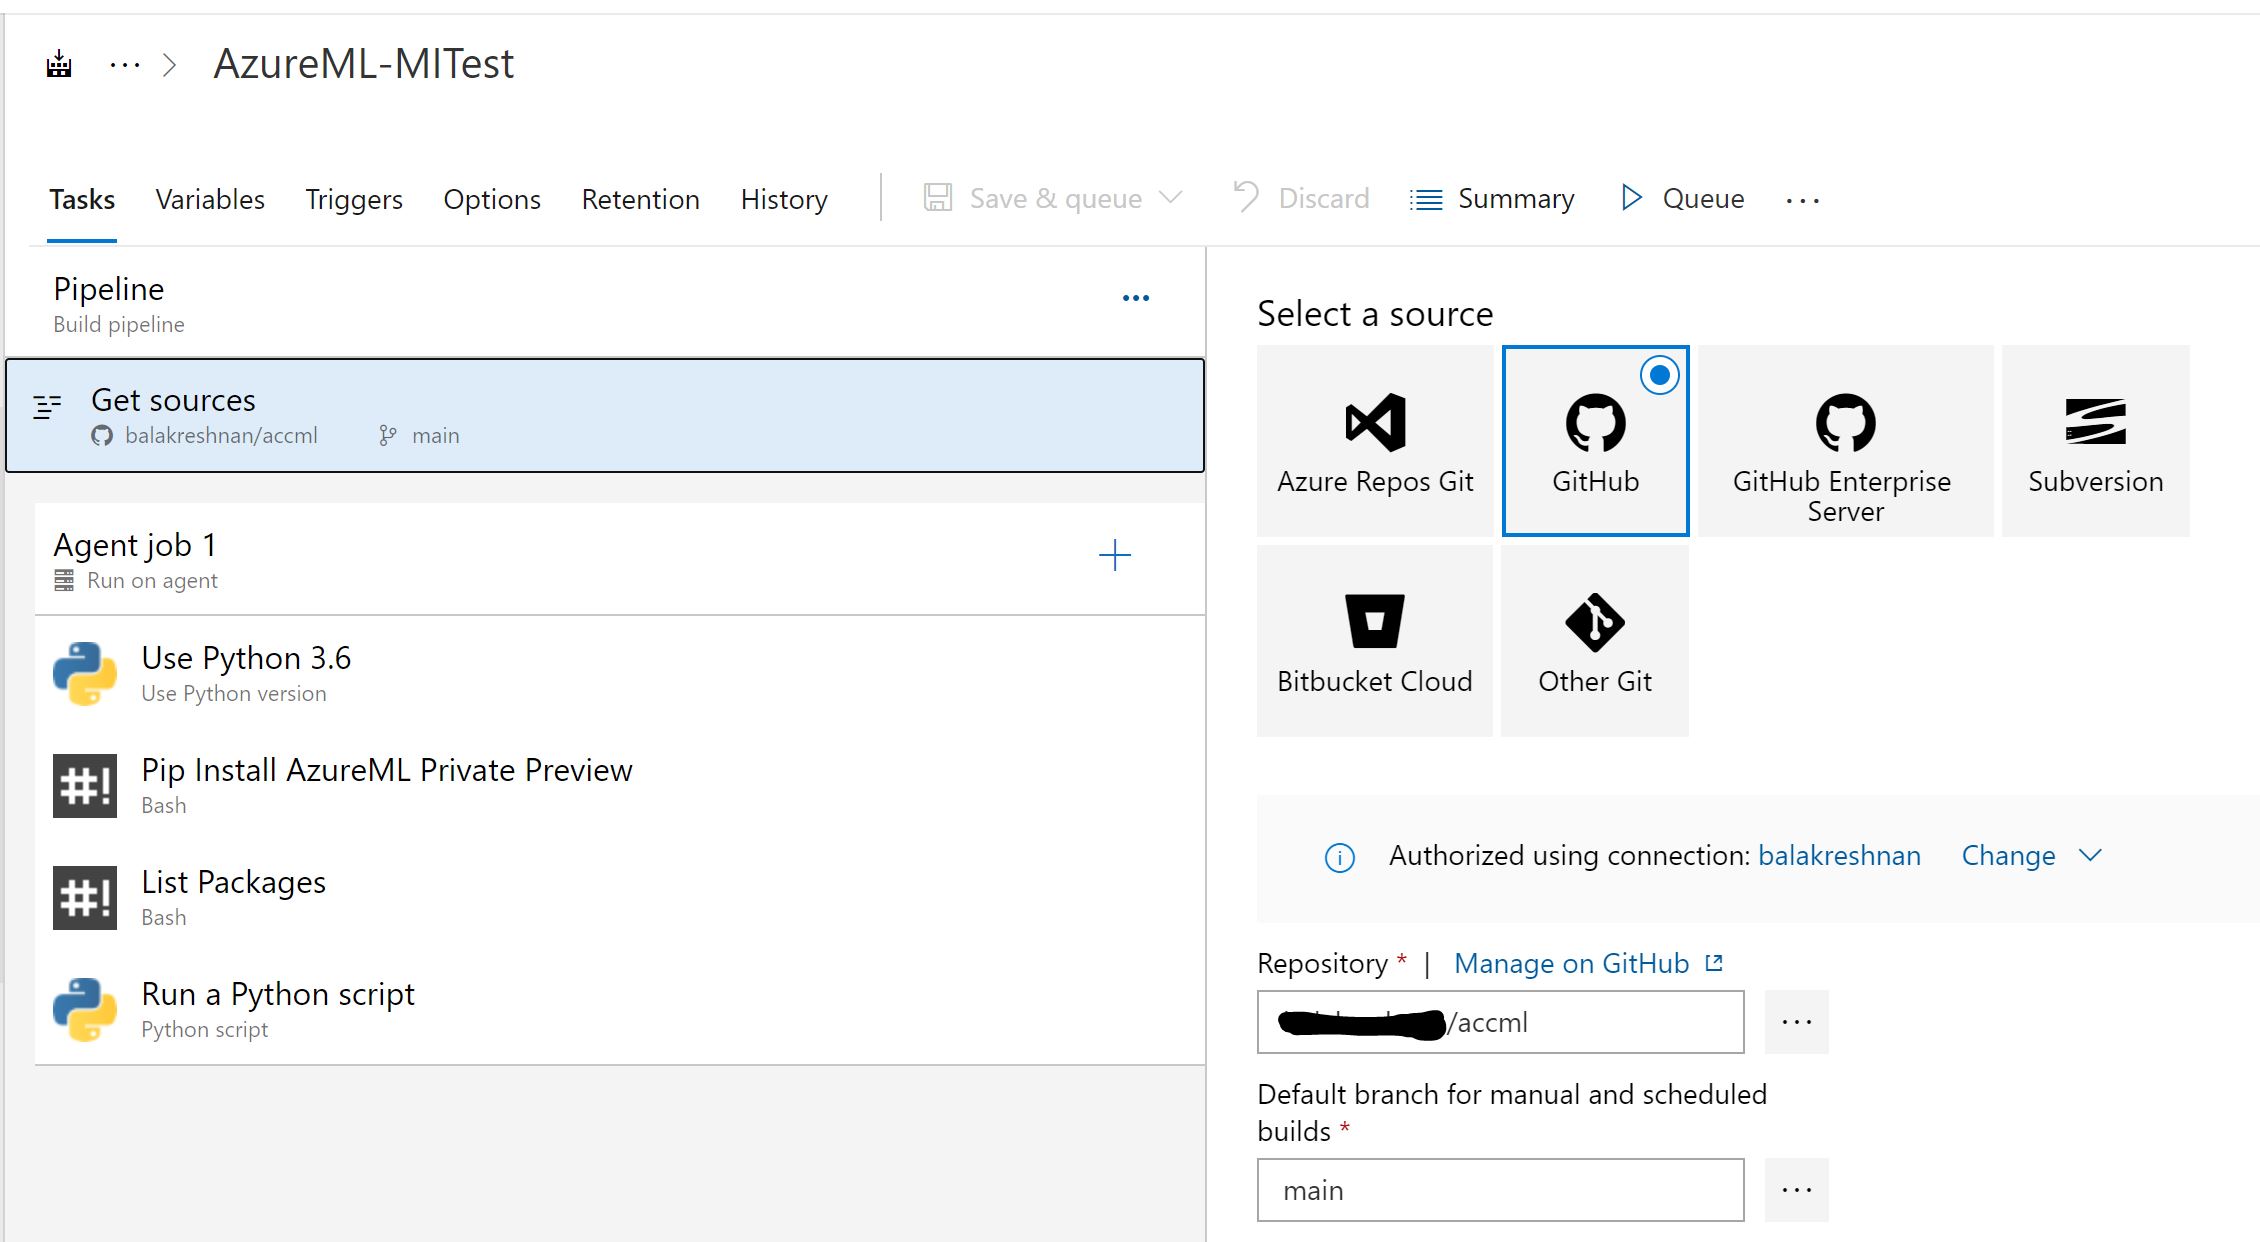 ··· > AzureML-MITest
Tasks Variables Triggers Options Retention History Save & queue Discard Summary Queue ···
Pipeline
Build pipeline
···
Get sources
balakreshnan/accml main
Agent job 1
Run on agent
+
Use Python 3.6
Use Python version
#!
Pip Install AzureML Private Preview
Bash
#!
List Packages
Bash
Run a Python script
Python script
Select a source
Azure Repos Git
GitHub
GitHub Enterprise
Server
Subversion
Bitbucket Cloud
Other Git
Authorized using connection: balakreshnan Change
Repository * | Manage on GitHub
/accml
···
Default branch for manual and scheduled
builds *
main
···